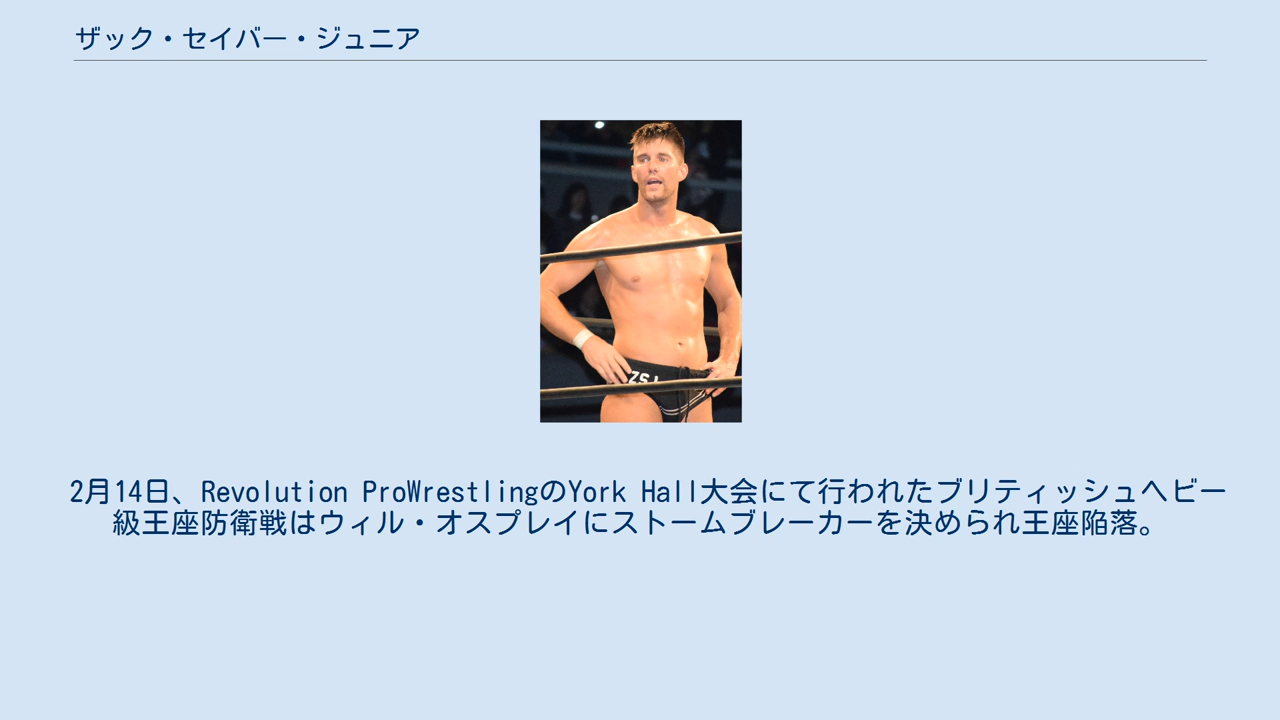 ザック・セイバー・ジュニア
ZSJ
2月14日、Revolution ProWrestlingのYork Hall大会にて行われたブリティッシュヘビー
級王座防衛戦はウィル・オスプレイにストームブレーカーを決められ王座陥落。